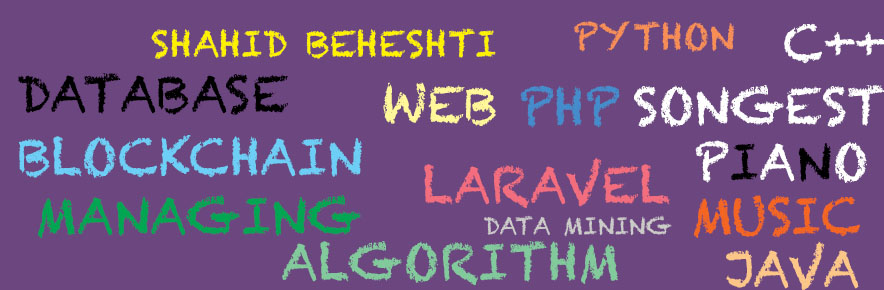 SHAHID BEHESHTI
PYTHON
C++
DATABASE
WEB
PHP
SONGEST
BLOCKCHAIN
PIANO
LARAVEL
MANAGING
DATA MINING
MUSIC
ALGORITHM
JAVA